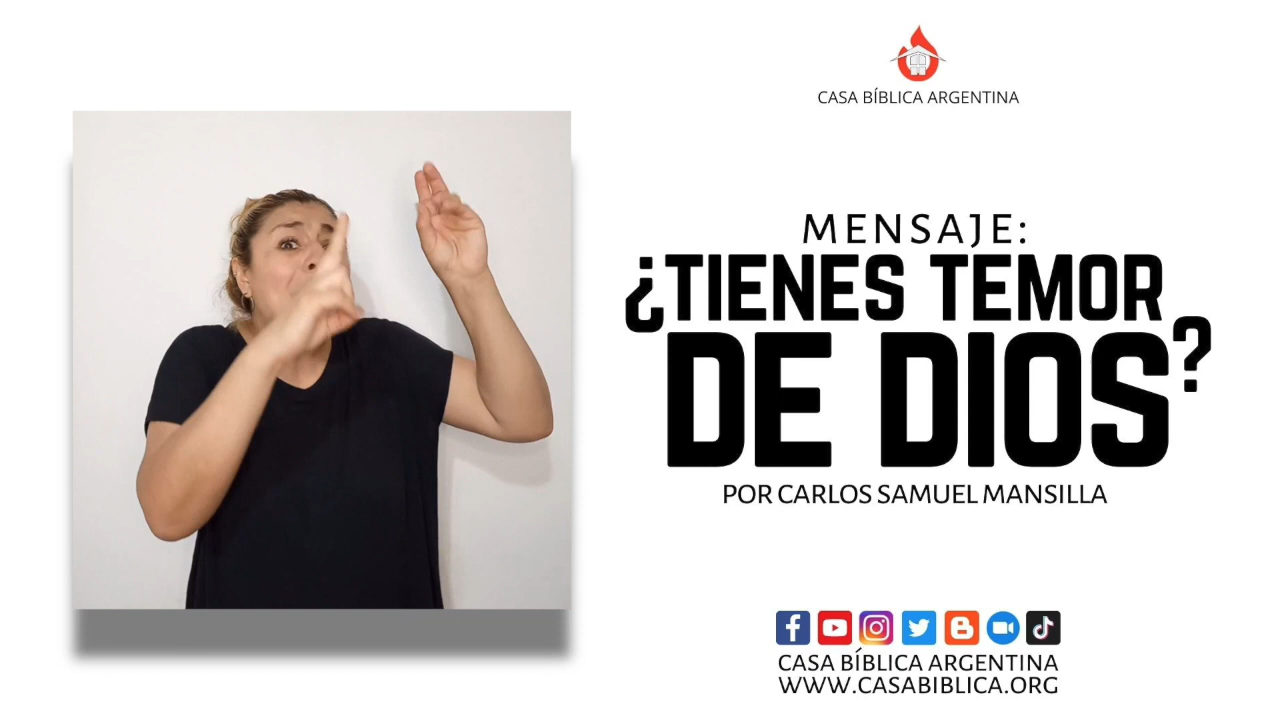 CASA BÍBLICA ARGENTINA
MENSAJE:
¿TIENES TEMOR
DE DIOS?
POR CARLOS SAMUEL MANSILLA
CASA BÍBLICA ARGENTINA
WWW.CASABIBLICA.ORG